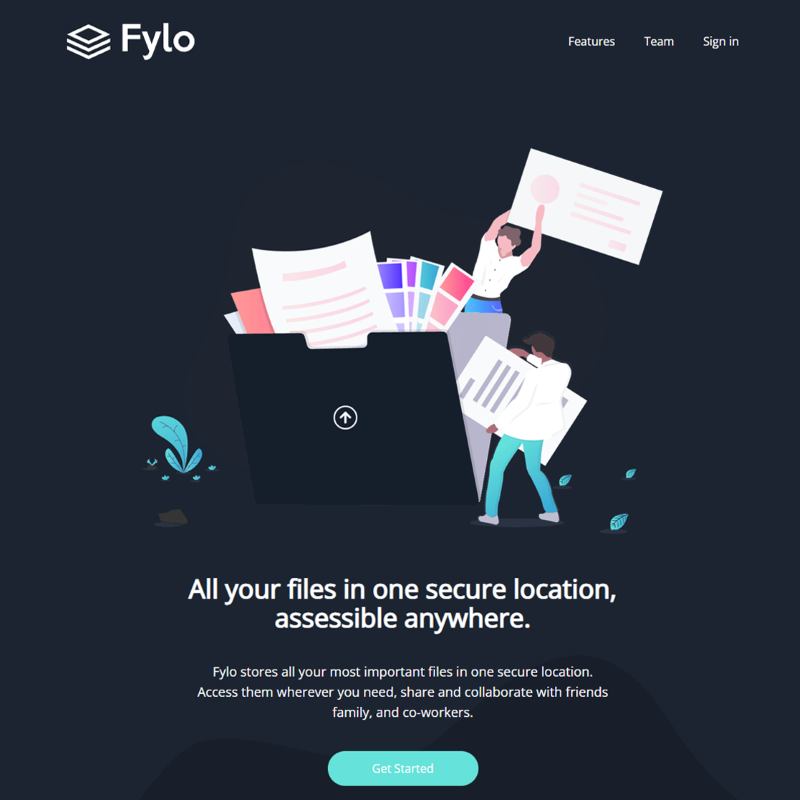 Fylo
Features Team Sign in
All your files in one secure location,
assessible anywhere.
Fylo stores all your most important files in one secure location.
Access them wherever you need, share and collaborate with friends
family, and co-workers.
Get Started